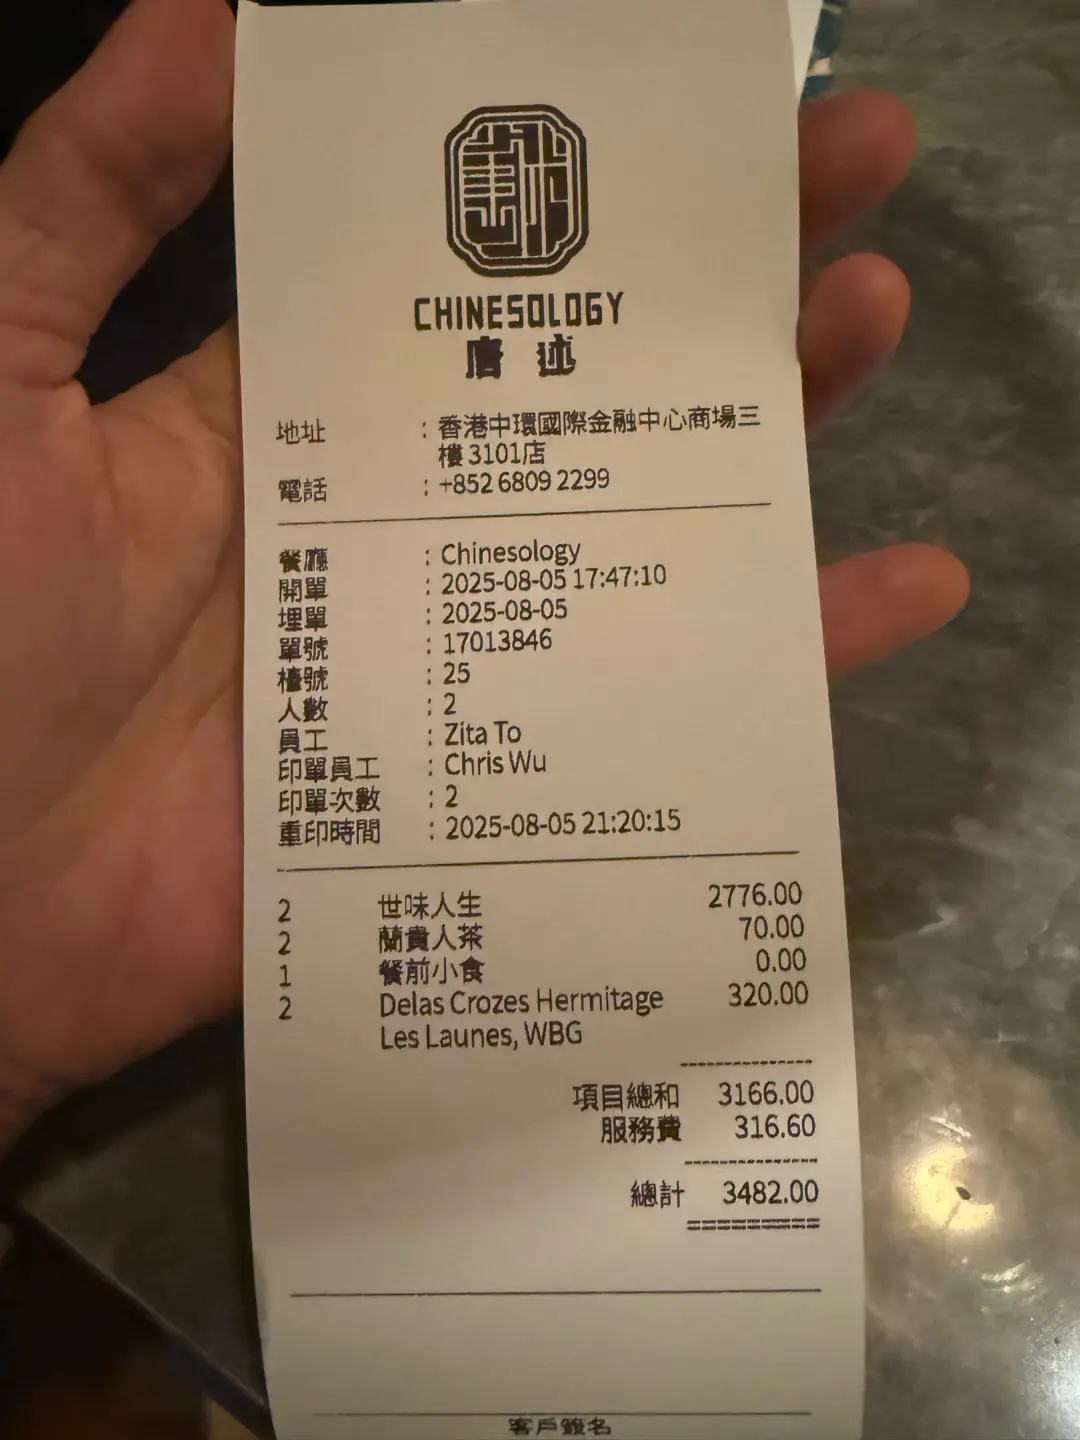 CHINESOLOGY
唐述
地址 : 香港中環國際金融中心商場三
樓 3101店
電話 : +852 6809 2299
餐廳 : Chinesology
開單 : 2025-08-05 17:47:10
埋單 : 2025-08-05
單號 : 17013846
檯號 : 25
人數 : 2
員工 : Zita To
印單員工 : Chris Wu
印單次數 : 2
重印時間 : 2025-08-05 21:20:15
2 世味人生 2776.00
2 蘭貴人茶 70.00
1 餐前小食 0.00
2 Delas Crozes Hermitage 320.00
Les Launes, WBG
項目總和 3166.00
服務費 316.60
總計 3482.00
客戶簽名